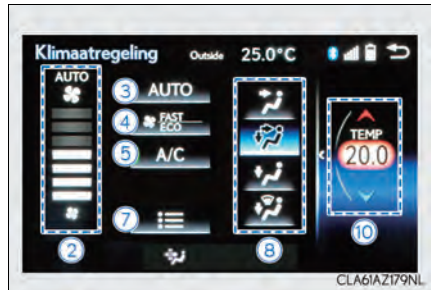 Klimaatregeling Outside 25.0°C
AUTO
3 AUTO
4 FAST
ECO
5 A/C
TEMP
20.0
7
2 8 10
CLA61AZ179NL